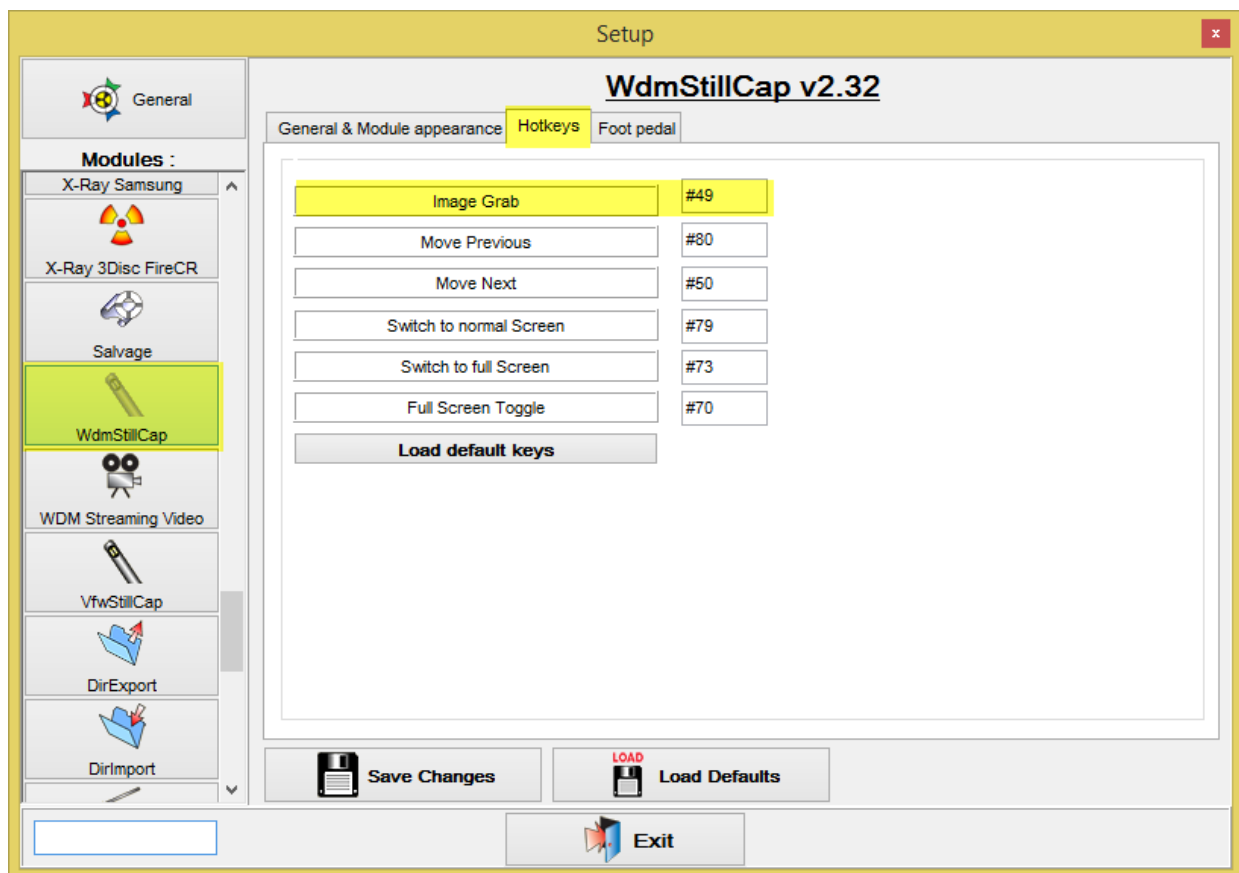 Setup
x
General
WdmStillCap v2.32
General & Module appearance Hotkeys Foot pedal
Modules :
X-Ray Samsung
X-Ray 3Disc FireCR
Salvage
WdmStillCap
WDM Streaming Video
VfwStillCap
DirExport
DirImport
Image Grab #49
Move Previous #80
Move Next #50
Switch to normal Screen #79
Switch to full Screen #73
Full Screen Toggle #70
Load default keys
Save Changes
LOAD
Load Defaults
Exit